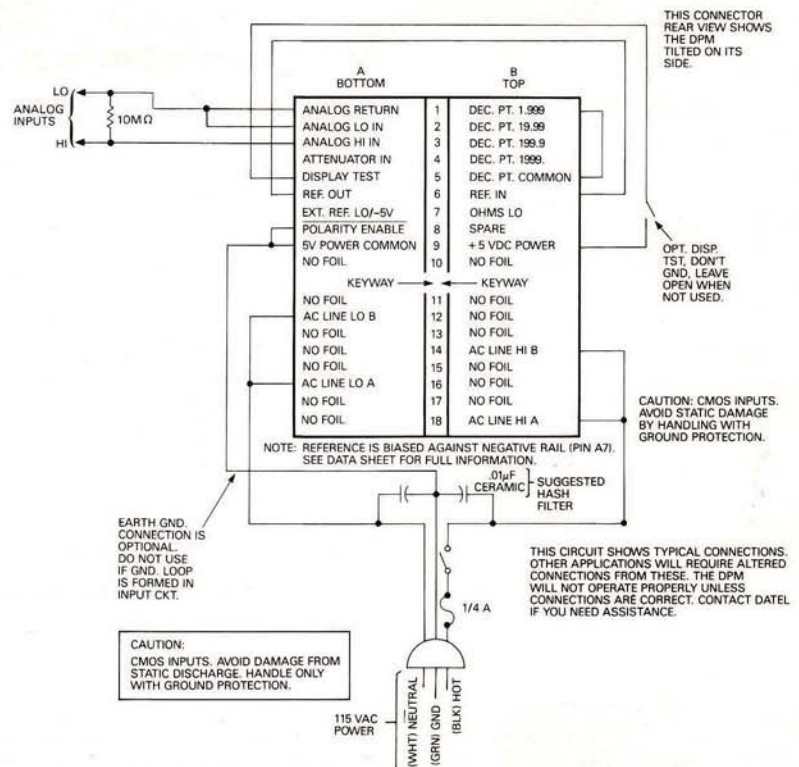 THIS CONNECTOR
REAR VIEW SHOWS
THE DPM
TILTED ON ITS
SIDE.
A
BOTTOM
B
TOP
LO
ANALOG
INPUTS
HI
10MΩ
ANALOG RETURN 1 DEC. PT. 1.999
ANALOG LO IN 2 DEC. PT. 19.99
ANALOG HI IN 3 DEC. PT. 199.9
ATTENUATOR IN 4 DEC. PT. 1999.
DISPLAY TEST 5 DEC. PT. COMMON
REF. OUT 6 REF. IN
EXT. REF. LO/-5V 7 OHMS LO
POLARITY ENABLE 8 SPARE
5V POWER COMMON 9 + 5 VDC POWER
NO FOIL 10 NO FOIL
KEYWAY KEYWAY
NO FOIL 11 NO FOIL
AC LINE LO B 12 NO FOIL
NO FOIL 13 NO FOIL
NO FOIL 14 AC LINE HI B
NO FOIL 15 NO FOIL
AC LINE LO A 16 NO FOIL
NO FOIL 17 NO FOIL
NO FOIL 18 AC LINE HI A
OPT. DISP.
TST, DON'T
GND, LEAVE
OPEN WHEN
NOT USED.
CAUTION: CMOS INPUTS.
AVOID STATIC DAMAGE
BY HANDLING WITH
GROUND PROTECTION.
NOTE: REFERENCE IS BIASED AGAINST NEGATIVE RAIL (PIN A7).
SEE DATA SHEET FOR FULL INFORMATION.
.01µF
CERAMIC
SUGGESTED
HASH
FILTER
EARTH GND.
CONNECTION IS
OPTIONAL.
DO NOT USE
IF GND. LOOP
IS FORMED IN
INPUT CKT.
THIS CIRCUIT SHOWS TYPICAL CONNECTIONS.
OTHER APPLICATIONS WILL REQUIRE ALTERED
CONNECTIONS FROM THESE. THE DPM
WILL NOT OPERATE PROPERLY UNLESS
CONNECTIONS ARE CORRECT. CONTACT DATEL
IF YOU NEED ASSISTANCE.
1/4 A
CAUTION:
CMOS INPUTS. AVOID DAMAGE FROM
STATIC DISCHARGE. HANDLE ONLY
WITH GROUND PROTECTION.
115 VAC
POWER
(WHT) NEUTRAL
(GRN) GND
(BLK) HOT